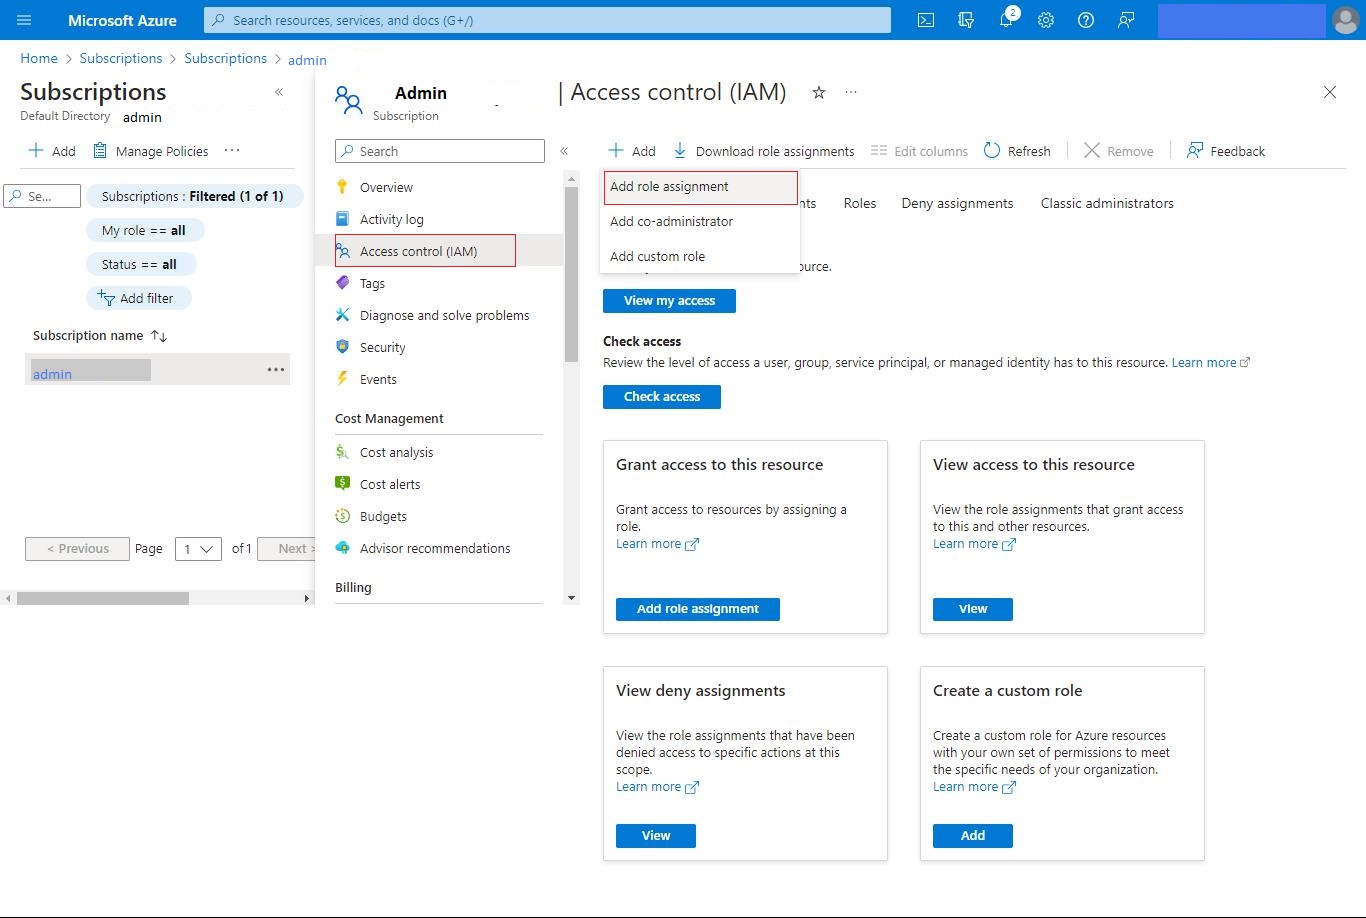 Microsoft Azure
Search resources, services, and docs (G+/)
2
Home > Subscriptions > Subscriptions > admin
Subscriptions
«
Default Directory admin
Add
Manage Policies
···
Se...
Subscriptions : Filtered (1 of 1)
My role == all
Status == all
Add filter
Subscription name ↑↓
admin
···
< Previous
Page
1
of 1
Next >
Admin
| Access control (IAM)
···
Subscription
Search
«
Overview
Activity log
Access control (IAM)
Tags
Diagnose and solve problems
Security
Events
Cost Management
Cost analysis
Cost alerts
Budgets
Advisor recommendations
Billing
Add
Download role assignments
Edit columns
Refresh
Remove
Feedback
Add role assignment
Add co-administrator
Add custom role
Roles
Deny assignments
Classic administrators
View my access
Check access
Review the level of access a user, group, service principal, or managed identity has to this resource. Learn more
Check access
Grant access to this resource
Grant access to resources by assigning a
role.
Learn more
Add role assignment
View access to this resource
View the role assignments that grant access
to this and other resources.
Learn more
View
View deny assignments
View the role assignments that have been
denied access to specific actions at this
scope.
Learn more
View
Create a custom role
Create a custom role for Azure resources
with your own set of permissions to meet
the specific needs of your organization.
Learn more
Add